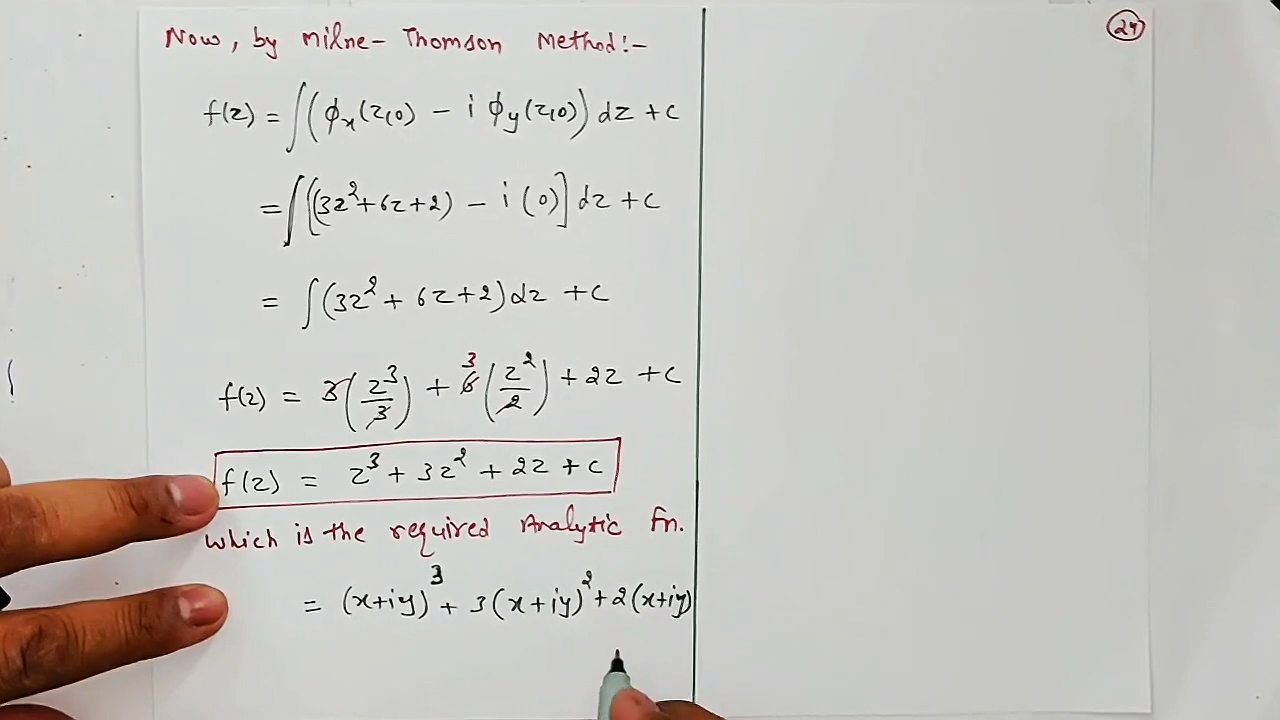 Now, by Milne-Thomson Method:-
24
f(z) = ∫(ϕx(z,0) - i ϕy(z,0)) dz + c
= ∫[(3z²+6z+2) - i(0)] dz + c
= ∫(3z² + 6z+2)dz + c
f(z) = 3(z³/3) + 6 3 (z²/2) + 2z + c
f(z) = z³ + 3z² + 2z + c
which is the required Analytic fn.
= (x+iy)³ + 3(x+iy)² + 2(x+iy)